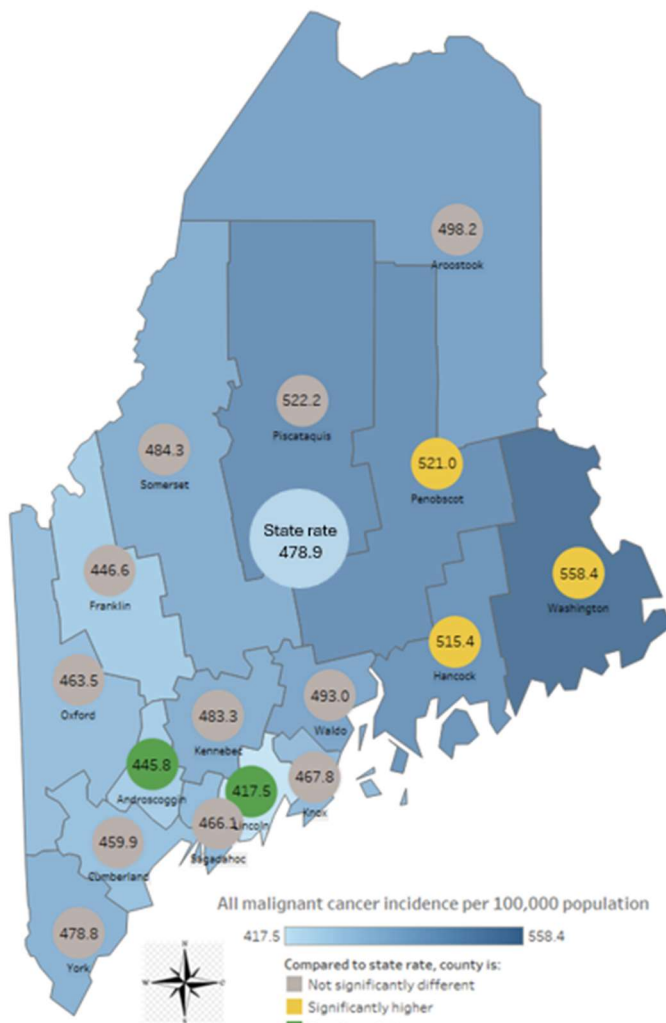 498.2
Aroostook
522.2
Piscataquis
484.3
Somerset
521.0
Penobscot
State rate
478.9
446.6
Franklin
558.4
Washington
515.4
Hancock
463.5
Oxford
493.0
Waldo
483.3
Kennebec
445.8
Androscoggin
417.5
Lincoln
467.8
Knox
466.1
Sagadahoc
459.9
Cumberland
478.8
York
All malignant cancer incidence per 100,000 population
417.5 558.4
Compared to state rate, county is:
Not significantly different
Significantly higher
N
W
S